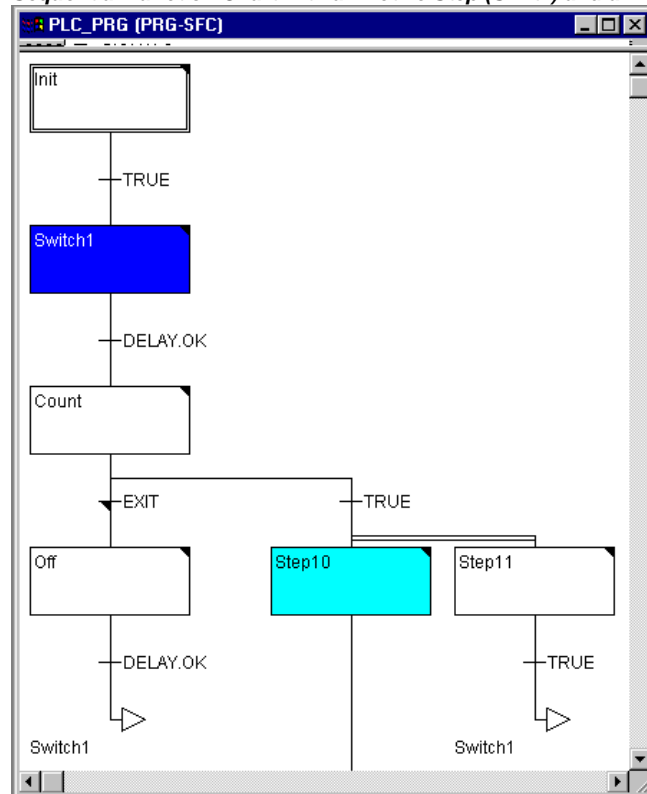 PLC_PRG (PRG-SFC)
Init
TRUE
Switch1
DELAY.OK
Count
EXIT
TRUE
Off
Step10
Step11
DELAY.OK
TRUE
Switch1
Switch1